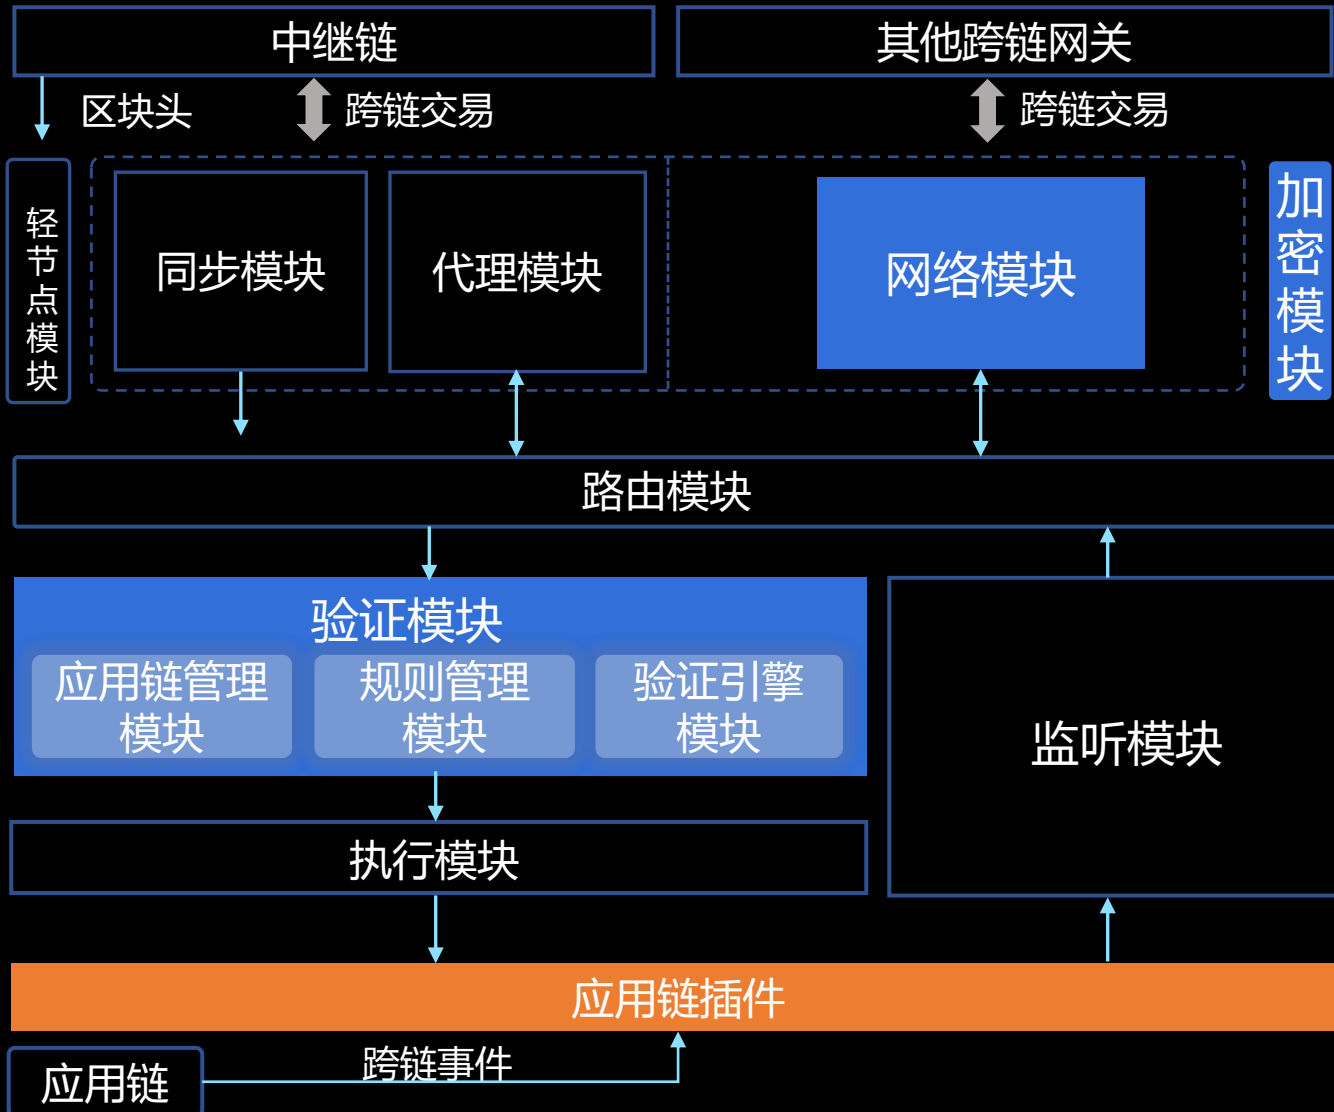 中继链
其他跨链网关
区块头
跨链交易
跨链交易
轻节点模块
同步模块
代理模块
网络模块
加密模块
路由模块
验证模块
应用链管理
模块
规则管理
模块
验证引擎
模块
监听模块
执行模块
应用链插件
跨链事件
应用链